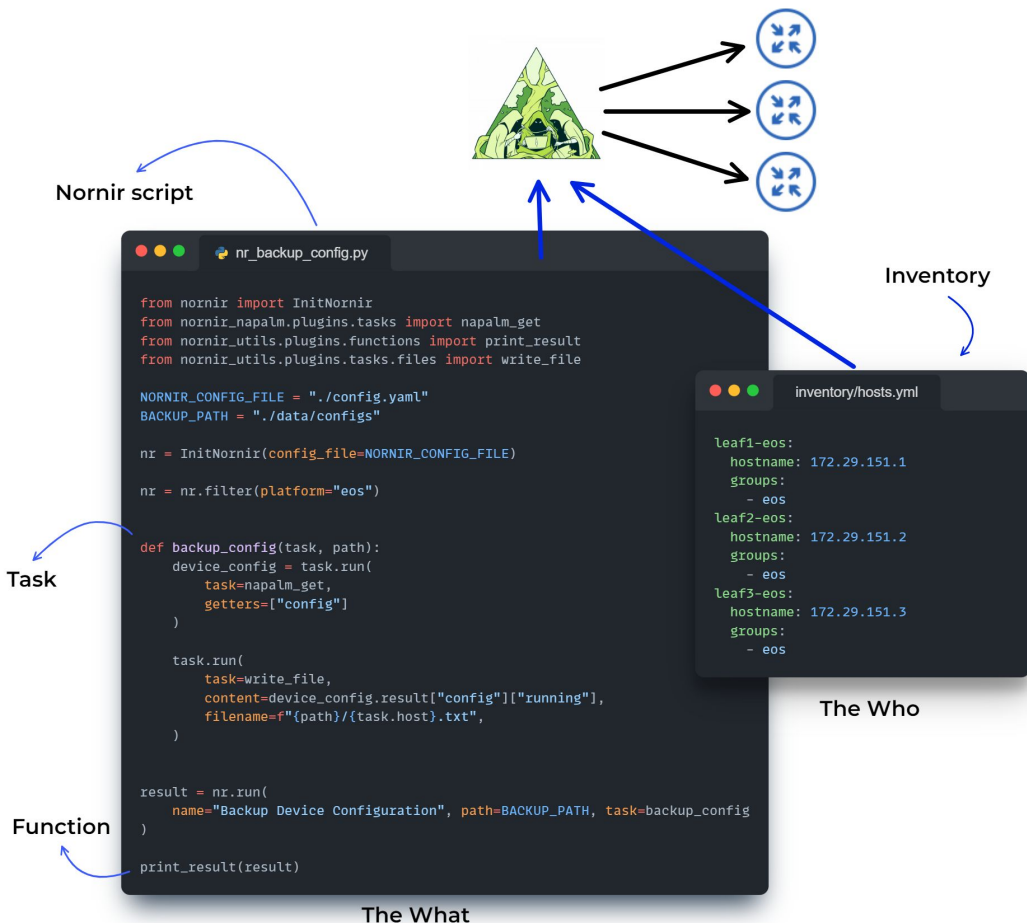 Nornir script
nr_backup_config.py
from nornir import InitNornir
from nornir_napalm.plugins.tasks import napalm_get
from nornir_utils.plugins.functions import print_result
from nornir_utils.plugins.tasks.files import write_file
NORNIR_CONFIG_FILE = "./config.yaml"
BACKUP_PATH = "./data/configs"
nr = InitNornir(config_file=NORNIR_CONFIG_FILE)
nr = nr.filter(platform="eos")
Task
def backup_config(task, path):
    device_config = task.run(
        task=napalm_get,
        getters=["config"]
    )
    task.run(
        task=write_file,
        content=device_config.result["config"]["running"],
        filename=f"{path}/{task.host}.txt",
    )
result = nr.run(
    name="Backup Device Configuration", path=BACKUP_PATH, task=backup_config
)
Function
print_result(result)
The What
Inventory
inventory/hosts.yml
leaf1-eos:
  hostname: 172.29.151.1
  groups:
    - eos
leaf2-eos:
  hostname: 172.29.151.2
  groups:
    - eos
leaf3-eos:
  hostname: 172.29.151.3
  groups:
    - eos
The Who